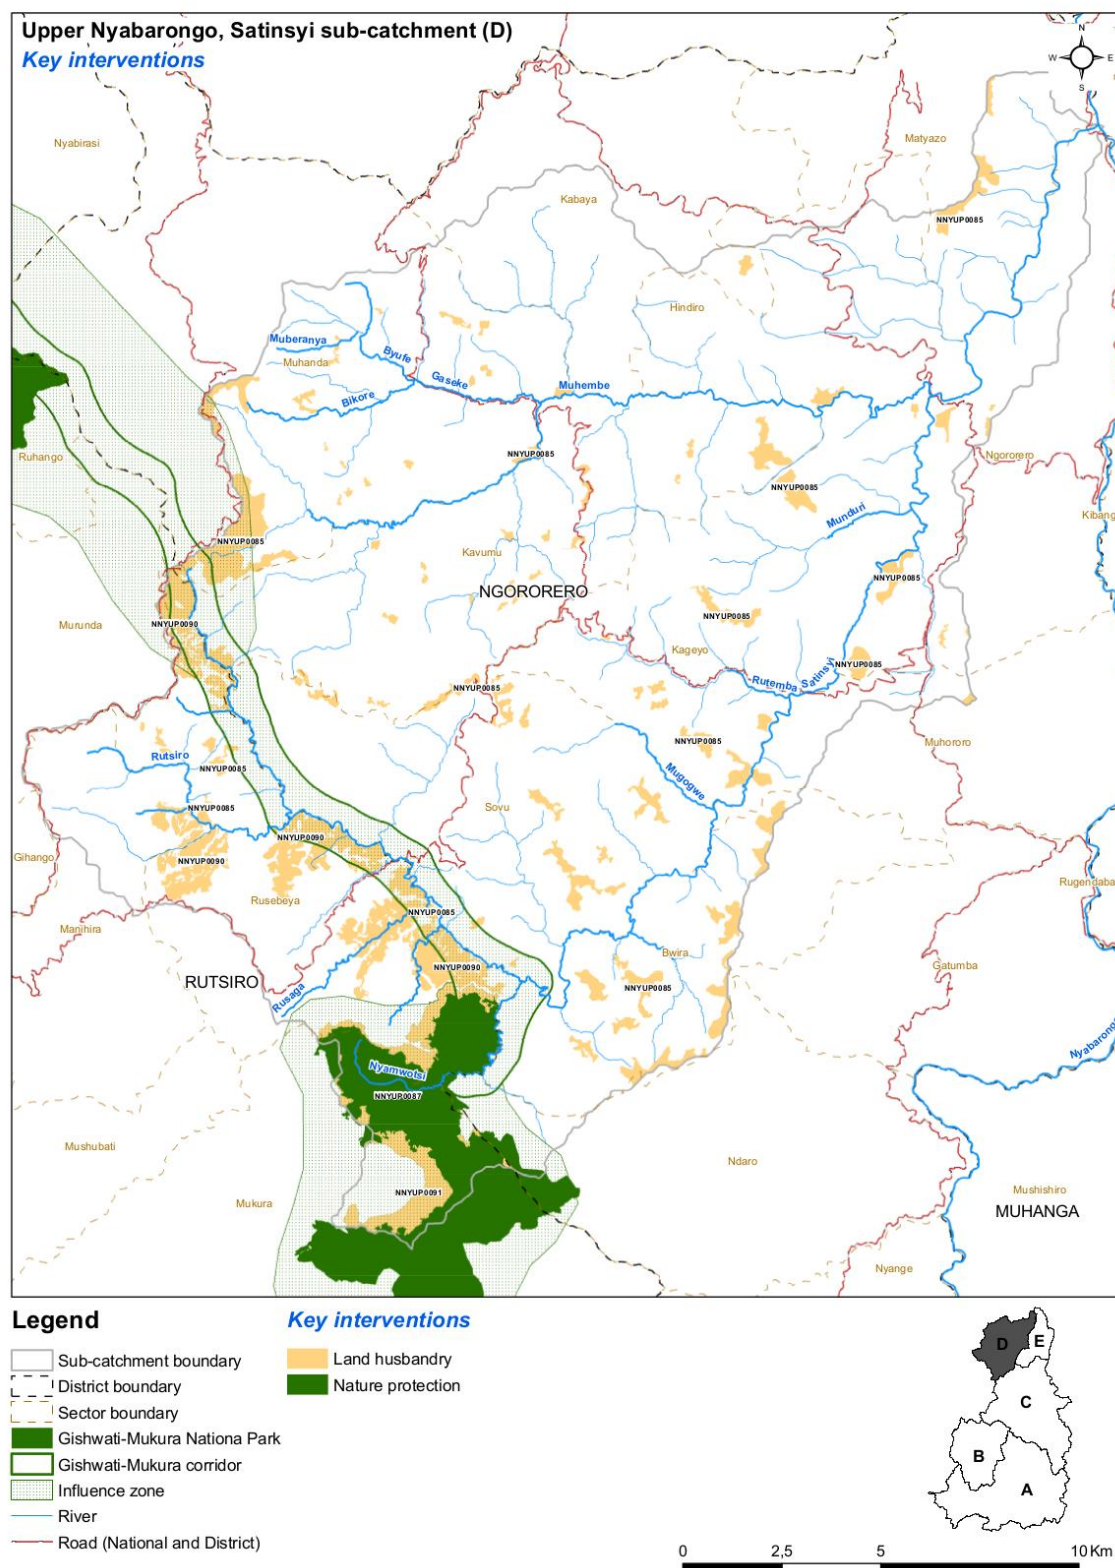 Upper Nyabarongo, Satinsyi sub-catchment (D)
Key interventions
N
W
E
S
Nyabirasi
Matyazo
Kabaya
NNYUP0085
Hindiro
Muberanya
Muhanda
Byufe
Gaseke
Muhembe
Bikore
Ruhango
NNYUP0085
Ngororero
NNYUP0085
Kibang
Munduri
NNYUP0085
Kavumu
NNYUP0085
NGORORERO
NNYUP0085
Murunda
NNYUP0090
Kageyo
NNYUP0085
Rutemba
Satinsyi
NNYUP0085
Muhororo
NNYUP0085
Rutsiro
NNYUP0085
Mugogwe
NNYUP0085
Sovu
NNYUP0090
Gihango
NNYUP0090
Rugendaba
Rusebeya
NNYUP0085
Manihira
Bwira
Gatumba
NNYUP0090
RUTSIRO
NNYUP0085
Rusaga
Nyabarongo
Nyamwotsi
NNYUP0087
Mushubati
Ndaro
NNYUP0091
Mushishiro
Mukura
MUHANGA
Nyange
Legend
Sub-catchment boundary
District boundary
Sector boundary
Gishwati-Mukura Nationa Park
Gishwati-Mukura corridor
Influence zone
River
Road (National and District)
Key interventions
Land husbandry
Nature protection
D
E
C
B
A
0
2,5
5
10 Km